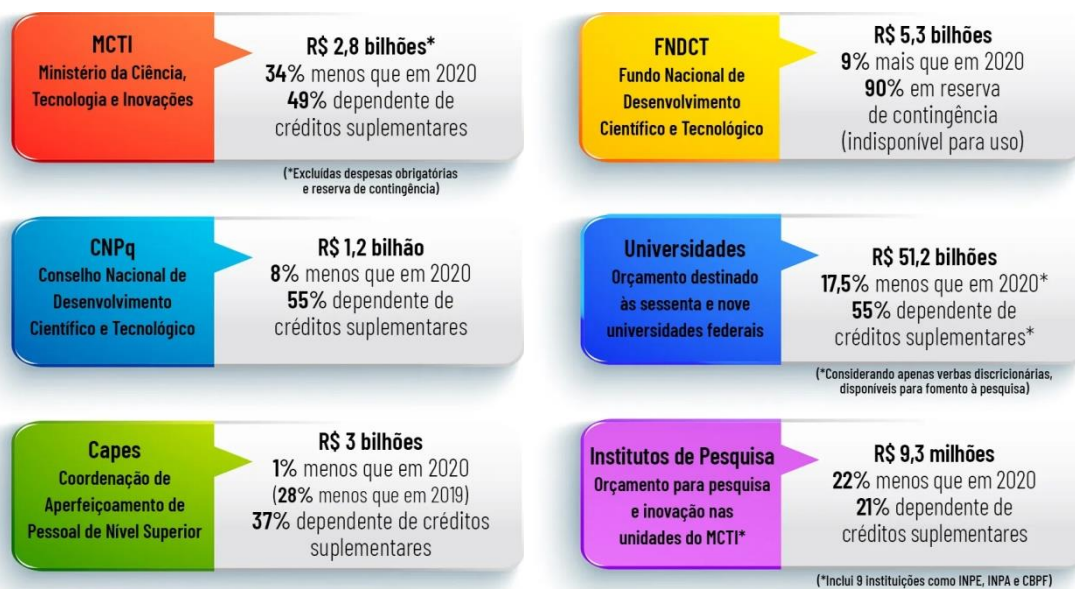 MCTI
Ministério da Ciência,
Tecnologia e Inovações
R$ 2,8 bilhões*
34% menos que em 2020
49% dependente de
créditos suplementares
(*Excluídas despesas obrigatórias
e reserva de contingência)
FNDCT
Fundo Nacional de
Desenvolvimento
Científico e Tecnológico
R$ 5,3 bilhões
9% mais que em 2020
90% em reserva
de contingência
(indisponível para uso)
CNPq
Conselho Nacional de
Desenvolvimento
Científico e Tecnológico
R$ 1,2 bilhão
8% menos que em 2020
55% dependente de
créditos suplementares
Universidades
Orçamento destinado
às sessenta e nove
universidades federais
R$ 51,2 bilhões
17,5% menos que em 2020*
55% dependente de
créditos suplementares*
(*Considerando apenas verbas discricionárias,
disponíveis para fomento à pesquisa)
Capes
Coordenação de
Aperfeiçoamento de
Pessoal de Nível Superior
R$ 3 bilhões
1% menos que em 2020
(28% menos que em 2019)
37% dependente de créditos
suplementares
Institutos de Pesquisa
Orçamento para pesquisa
e inovação nas
unidades do MCTI*
R$ 9,3 milhões
22% menos que em 2020
21% dependente de
créditos suplementares
(*Inclui 9 instituições como INPE, INPA e CBPF)